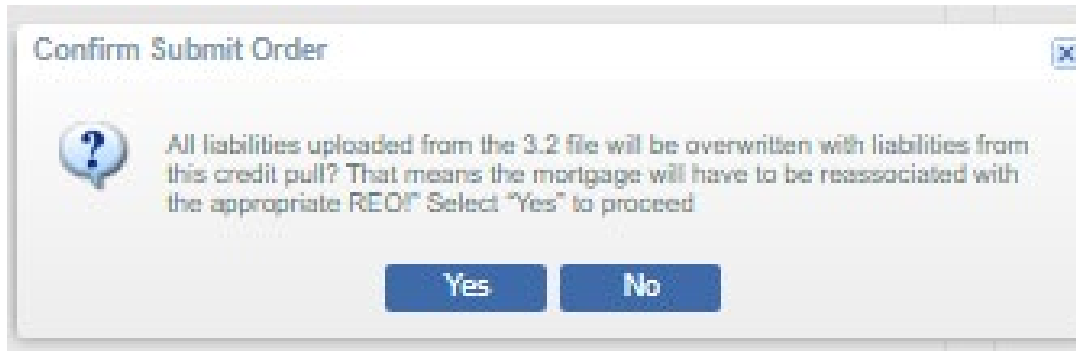 Confirm Submit Order
All liabilities uploaded from the 3.2 file will be overwritten with liabilities from
this credit pull? That means the mortgage will have to be reassociated with
the appropriate REO!" Select "Yes" to proceed
Yes No